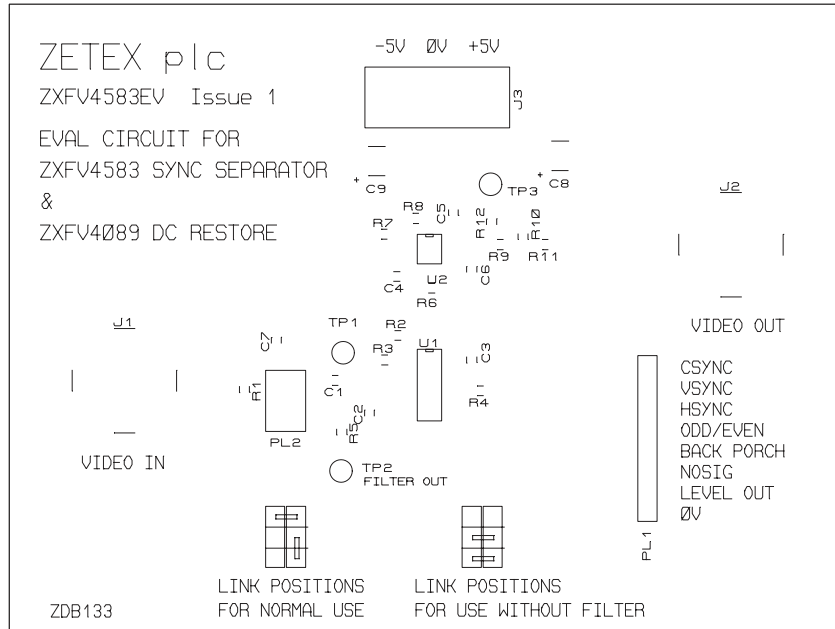 ZETEX plc
ZXFV4583EV Issue 1
EVAL CIRCUIT FOR
ZXFV4583 SYNC SEPARATOR
&
ZXFV4089 DC RESTORE
-5V 0V +5V
J3
+ C9
+ C8
TP3
J2
R8
C5
R12
R10
R7
R9
R11
U2
C6
C4
R6
VIDEO OUT
J1
TP1
R2
U1
C7
R3
C3
R1
C1
R4
C2
R5
PL2
VIDEO IN
TP2
FILTER OUT
CSYNC
VSYNC
HSYNC
ODD/EVEN
BACK PORCH
NOSIG
LEVEL OUT
0V
PL1
LINK POSITIONS
FOR NORMAL USE
LINK POSITIONS
FOR USE WITHOUT FILTER
ZDB133